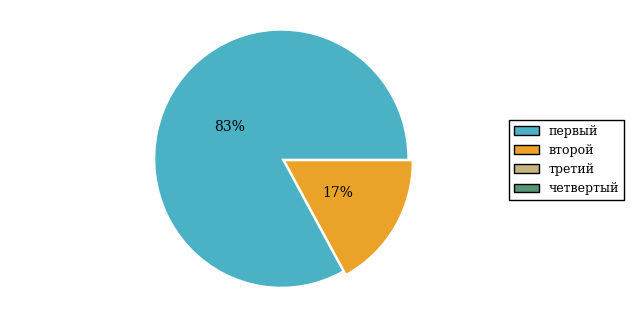 83%
17%
первый
второй
третий
четвертый